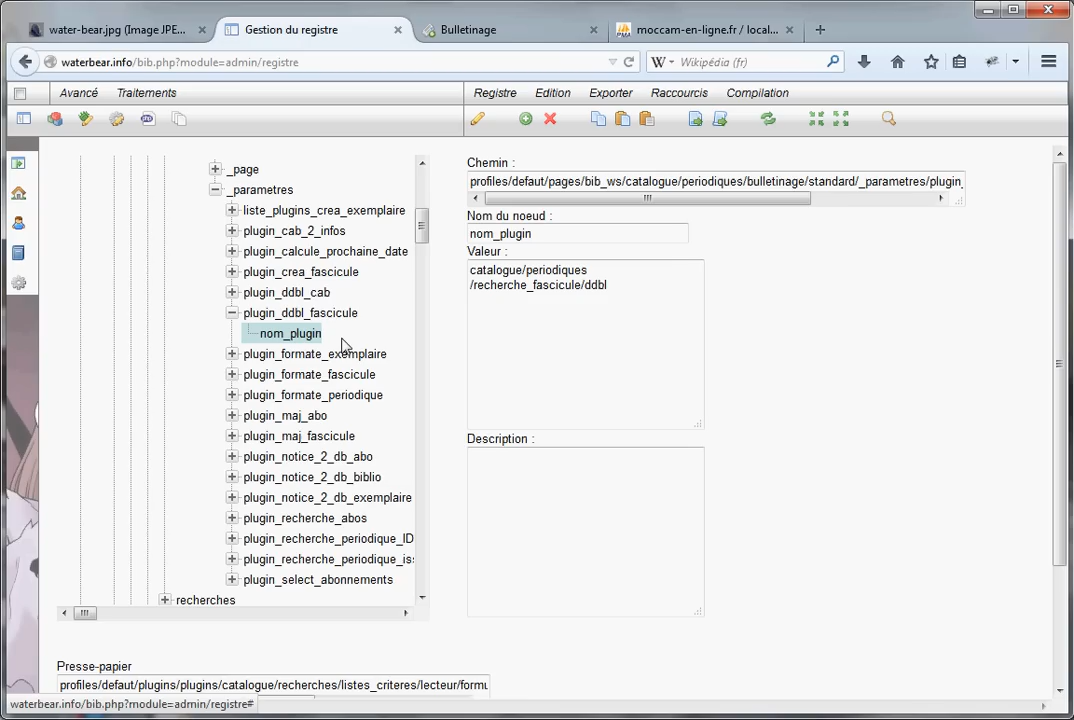 water-bear.jpg (Image JPE...
Gestion du registre
Bulletinage
moccam-en-ligne.fr / local...
waterbear.info/bib.php?module=admin/registre
Wikipédia (fr)
Avancé Traitements
Registre Edition Exporter Raccourcis Compilation
_page
_parametres
liste_plugins_crea_exemplaire
plugin_cab_2_infos
plugin_calcule_prochaine_date
plugin_crea_fascicule
plugin_ddbl_cab
plugin_ddbl_fascicule
nom_plugin
plugin_formate_exemplaire
plugin_formate_fascicule
plugin_formate_periodique
plugin_maj_abo
plugin_maj_fascicule
plugin_notice_2_db_abo
plugin_notice_2_db_biblio
plugin_notice_2_db_exemplaire
plugin_recherche_abos
plugin_recherche_periodique_ID
plugin_recherche_periodique_is
plugin_select_abonnements
recherches
Chemin :
profiles/defaut/pages/bib_ws/catalogue/periodiques/bulletinage/standard/_parametres/plugin_
Nom du noeud :
nom_plugin
Valeur :
catalogue/periodiques
/recherche_fascicule/ddbl
Description :
Presse-papier
profiles/defaut/plugins/plugins/catalogue/recherches/listes_criteres/lecteur/formu
waterbear.info/bib.php?module=admin/registre#